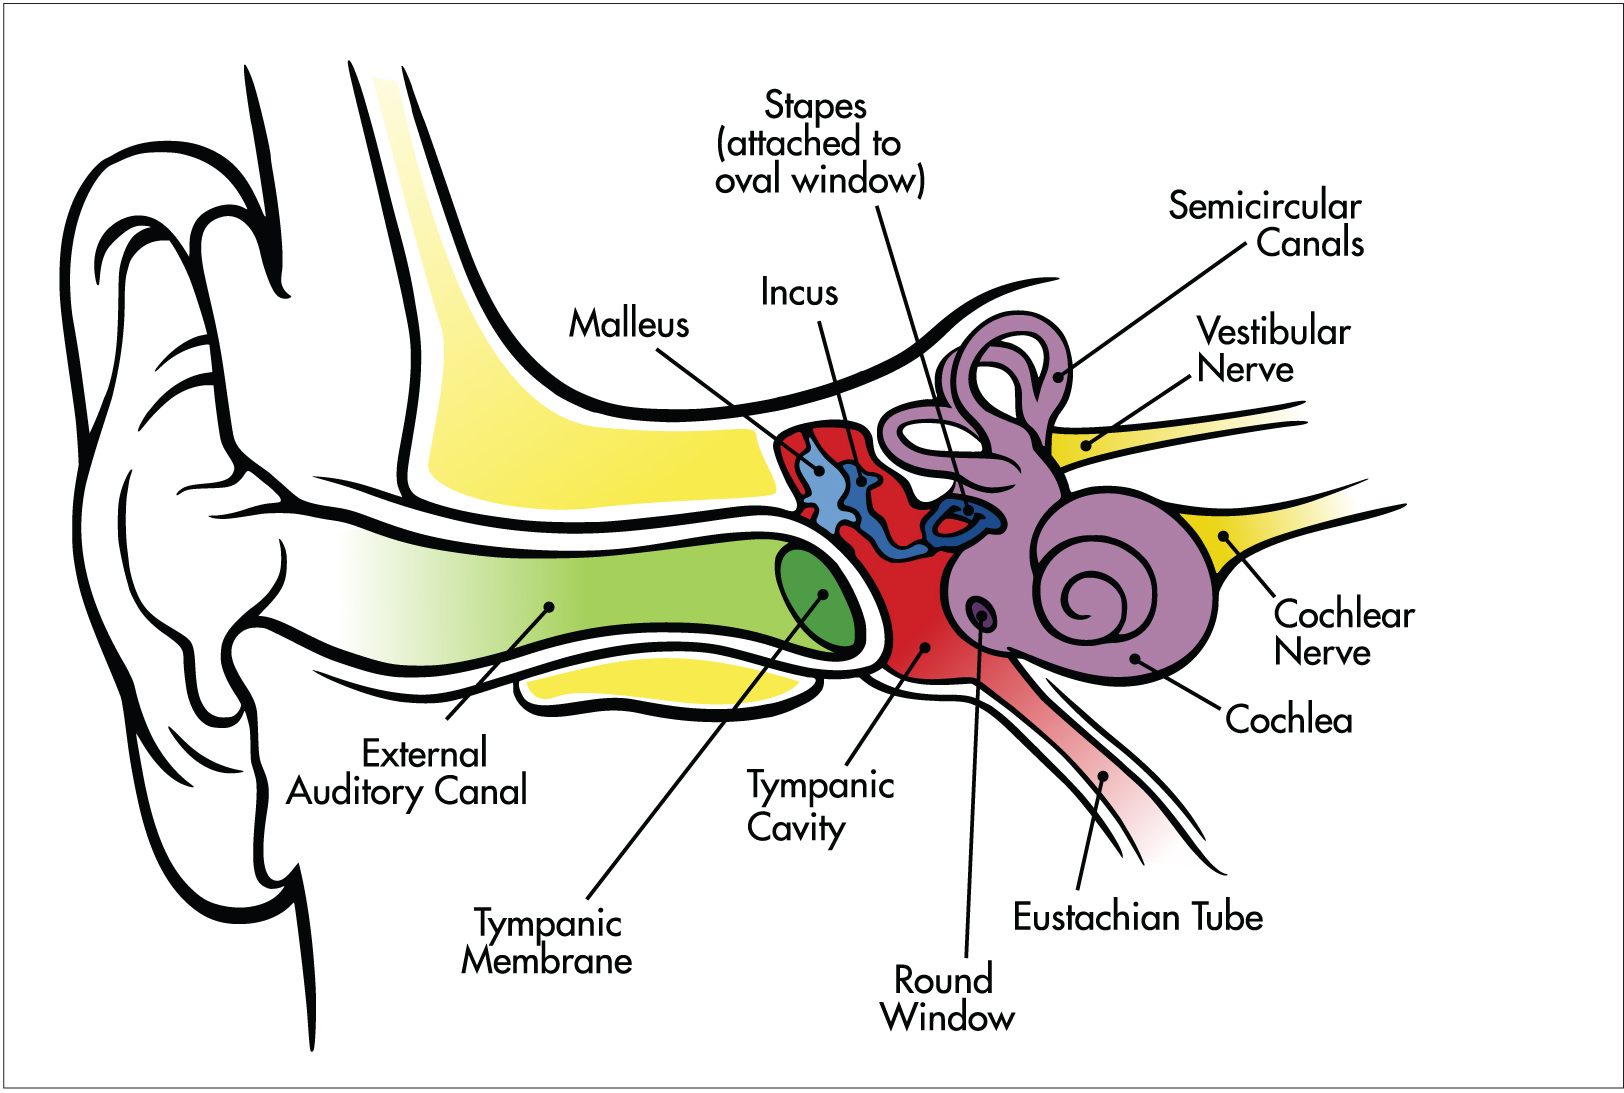 Stapes
(attached to
oval window)
Semicircular
Canals
Incus
Malleus
Vestibular
Nerve
Cochlear
Nerve
Cochlea
External
Auditory Canal
Tympanic
Cavity
Tympanic
Membrane
Eustachian Tube
Round
Window